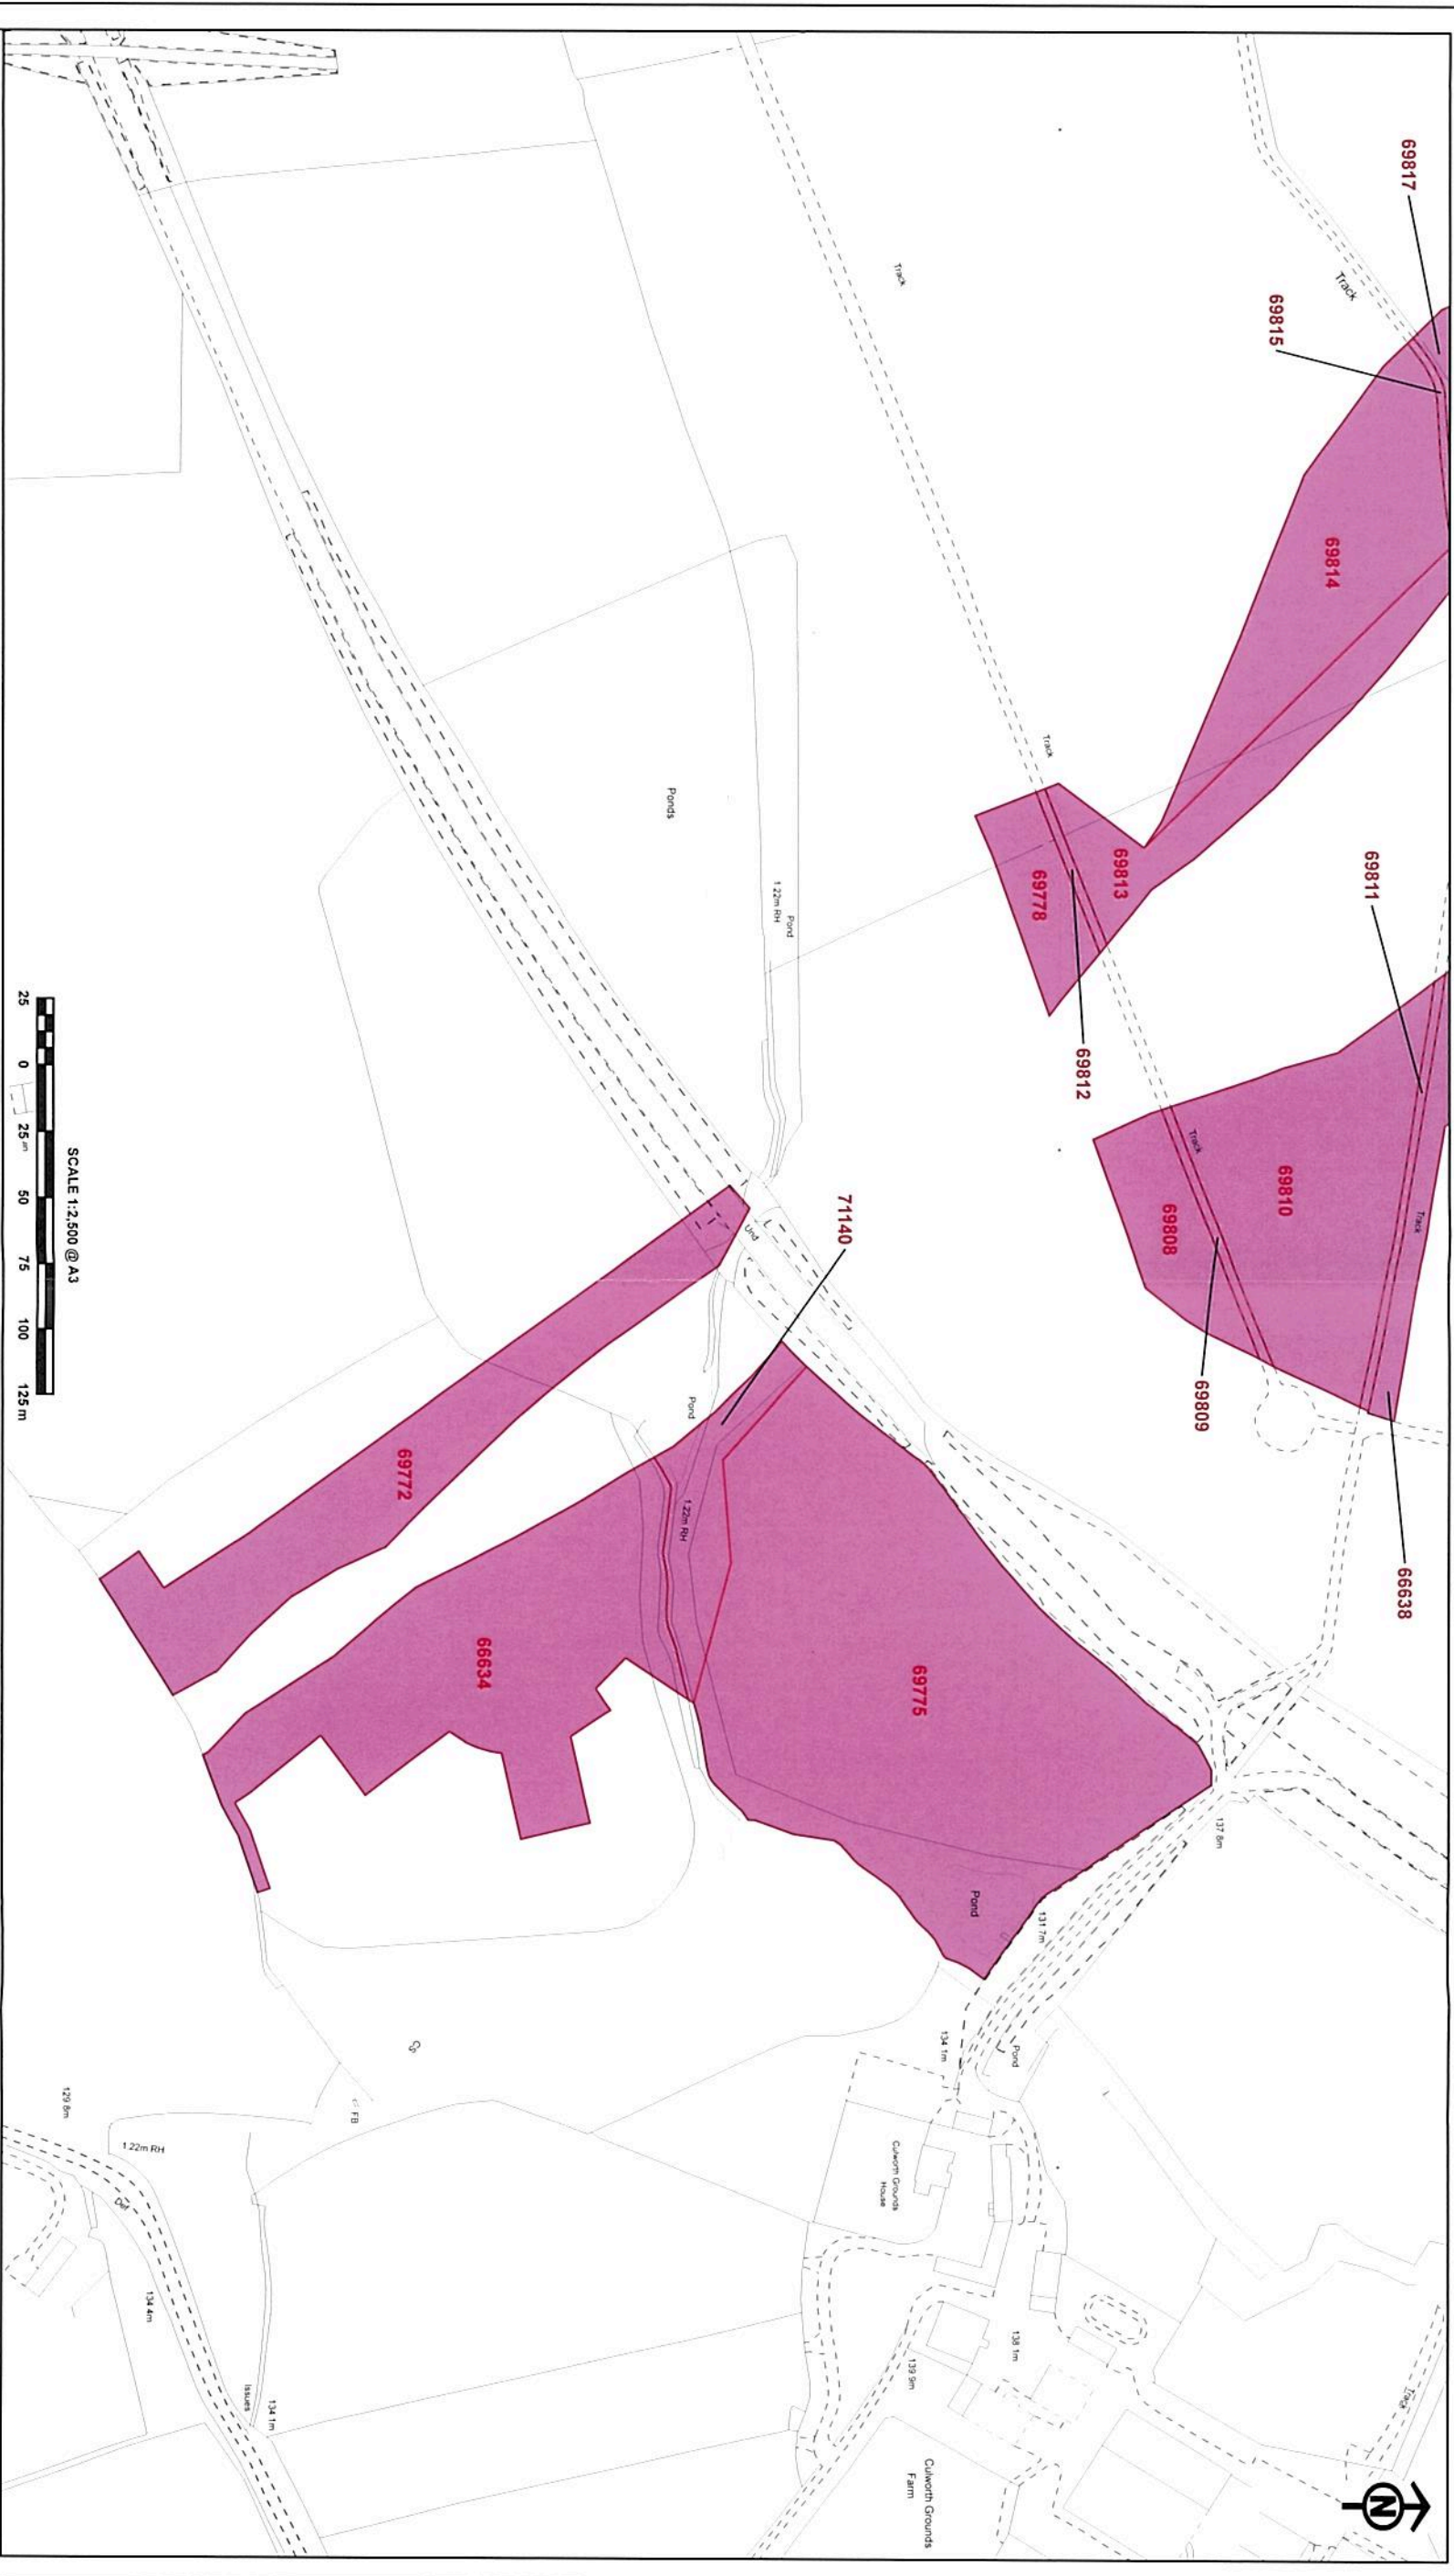 69817
Track
69815
69814
Track
Track
69811
69813
69778
69812
Track
69810
Track
69808
69809
66638
Ponds
Pond
1.22m RH
71140
Und
Pond
1.22m RH
69772
66634
69775
137.8m
131.7m
Pond
134.1m
Pond
Culworth Grounds
House
138.1m
139.9m
Culworth Grounds
Farm
Track
N
FB
129.8m
1.22m RH
Def
134.4m
Issues
134.1m
SCALE 1:2,500 @ A3
25 0 25 50 75 100 125 m